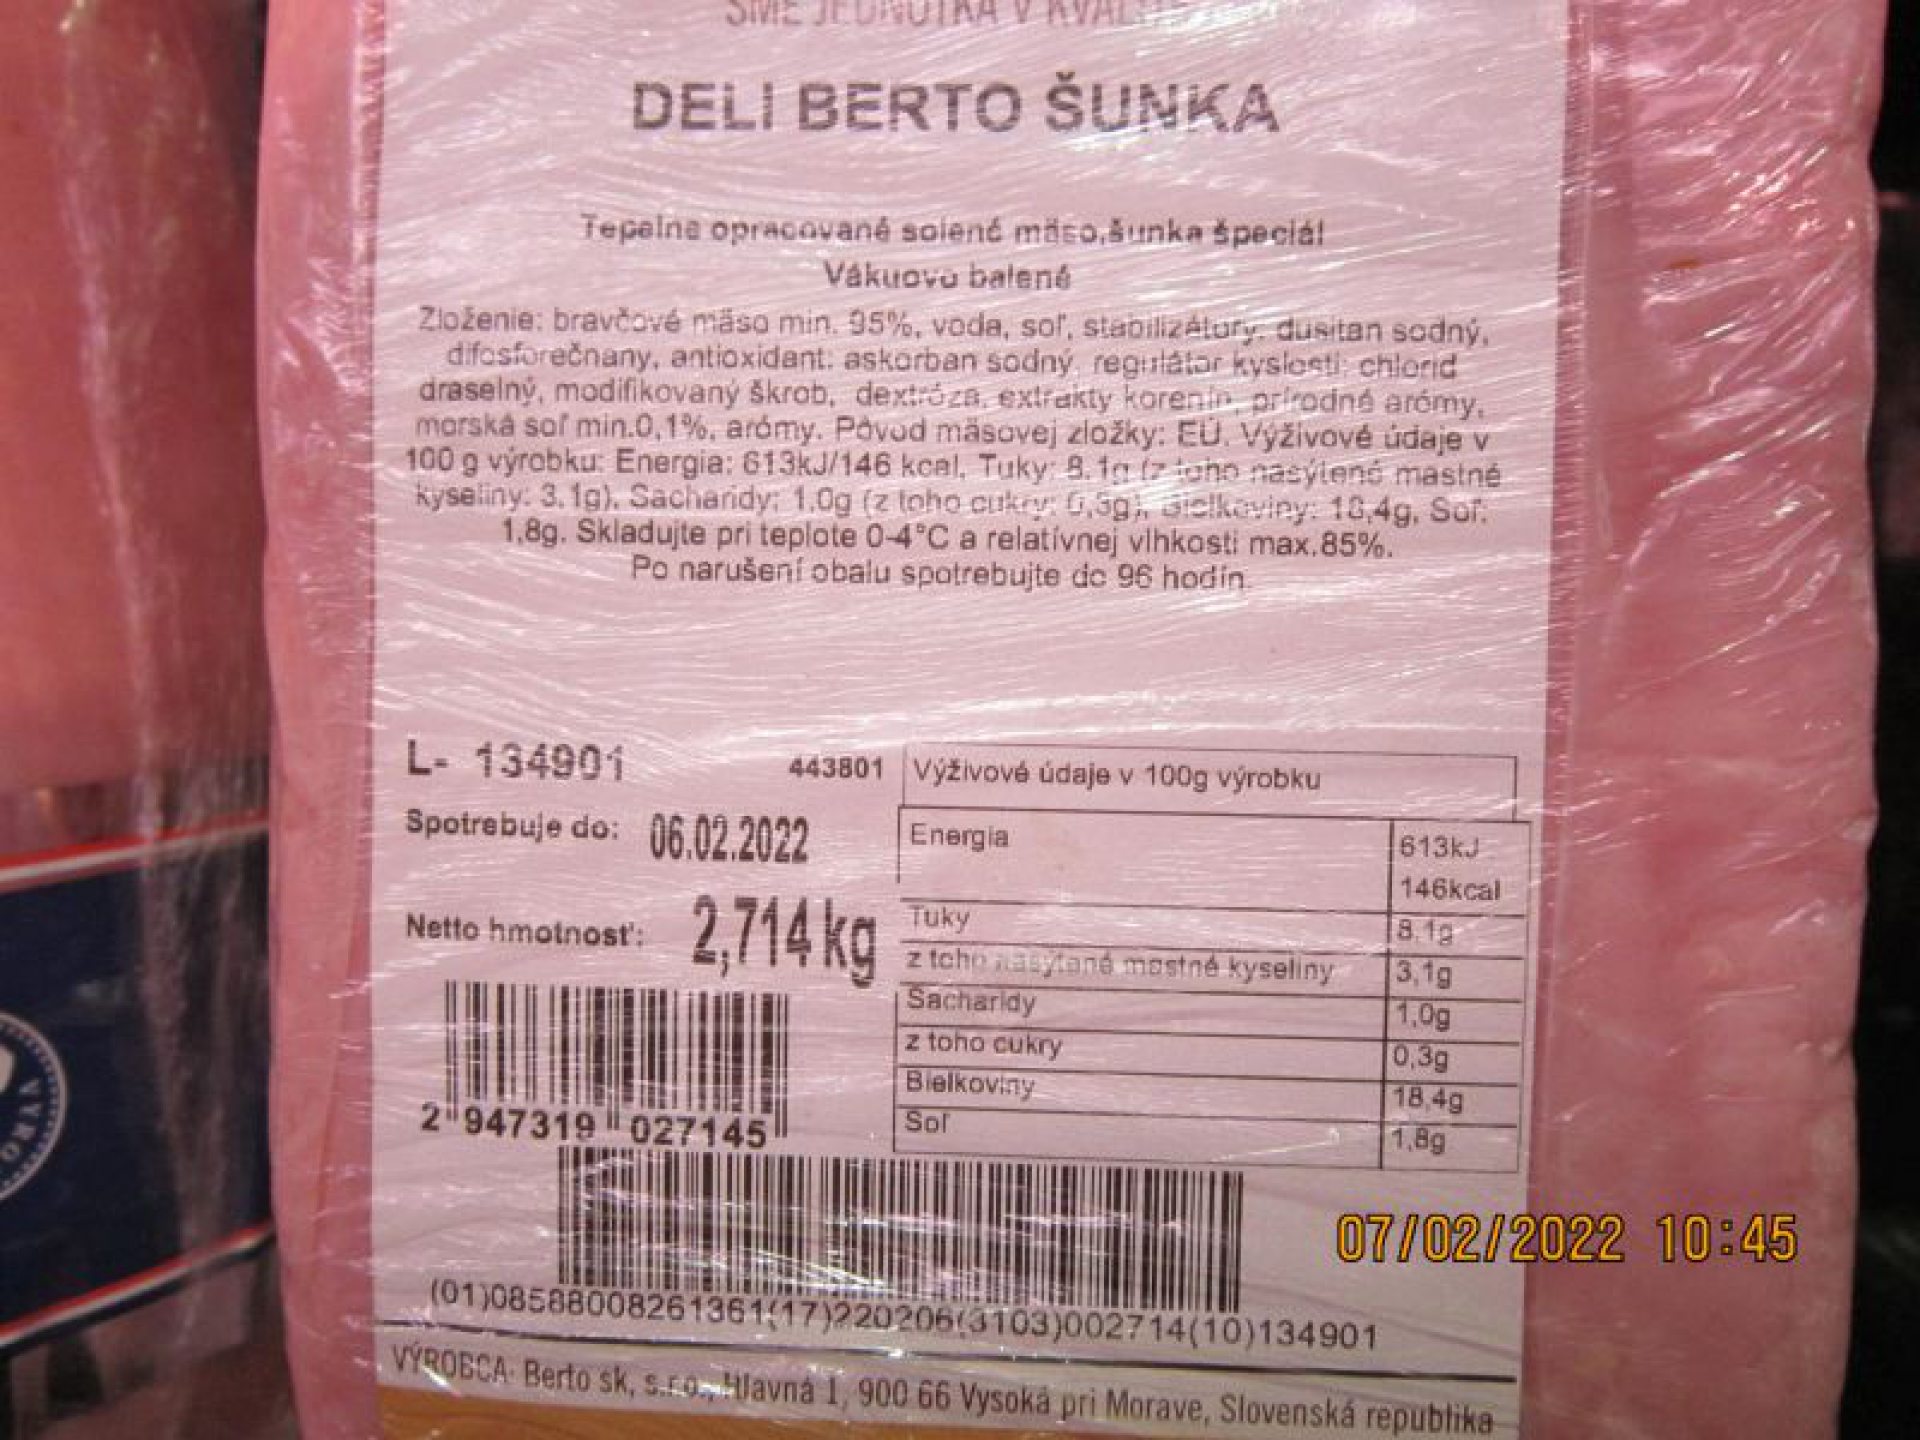 SME JEDNOTKA V
DELI BERTO ŠUNKA
Tepelne opracované solené mäso,šunka špeciál
Vákuovo balené
Zloženie: bravčové mäso min. 95%, voda, soľ, stabilizátory: dusitan sodný,
difosforečnany, antioxidant: askorban sodný, regulátor kyslosti: chlorid
draselný, modifikovaný škrob, dextróza, extrakty korenín, prírodné arómy,
morská soľ min.0,1%, arómy. Pôvod mäsovej zložky: EÚ. Výživové údaje v
100 g výrobku: Energia: 613kJ/146 kcal, Tuky: 8.1g (z toho nasýtené mastné
kyseliny: 3,1g), Sacharidy: 1,0g (z toho cukry: 0,3g), Bielkoviny: 18,4g, Soľ:
1,8g. Skladujte pri teplote 0-4°C a relatívnej vlhkosti max.85%.
Po narušení obalu spotrebujte do 96 hodín.
L- 134901 443801
Spotrebuje do: 06.02.2022
Netto hmotnosť: 2,714 kg
Výživové údaje v 100g výrobku
Energia 613kJ
146kcal
Tuky 8,1g
z toho nasýtené mastné kyseliny 3,1g
Sacharidy 1,0g
z toho cukry 0,3g
Bielkoviny 18,4g
Soľ 1,8g
2 947319 027145
(01)08588008261361(17)220206(3103)002714(10)134901
VÝROBCA: Berto sk, s.r.o., Hlavná 1, 900 66 Vysoká pri Morave, Slovenská republika
07/02/2022 10:45